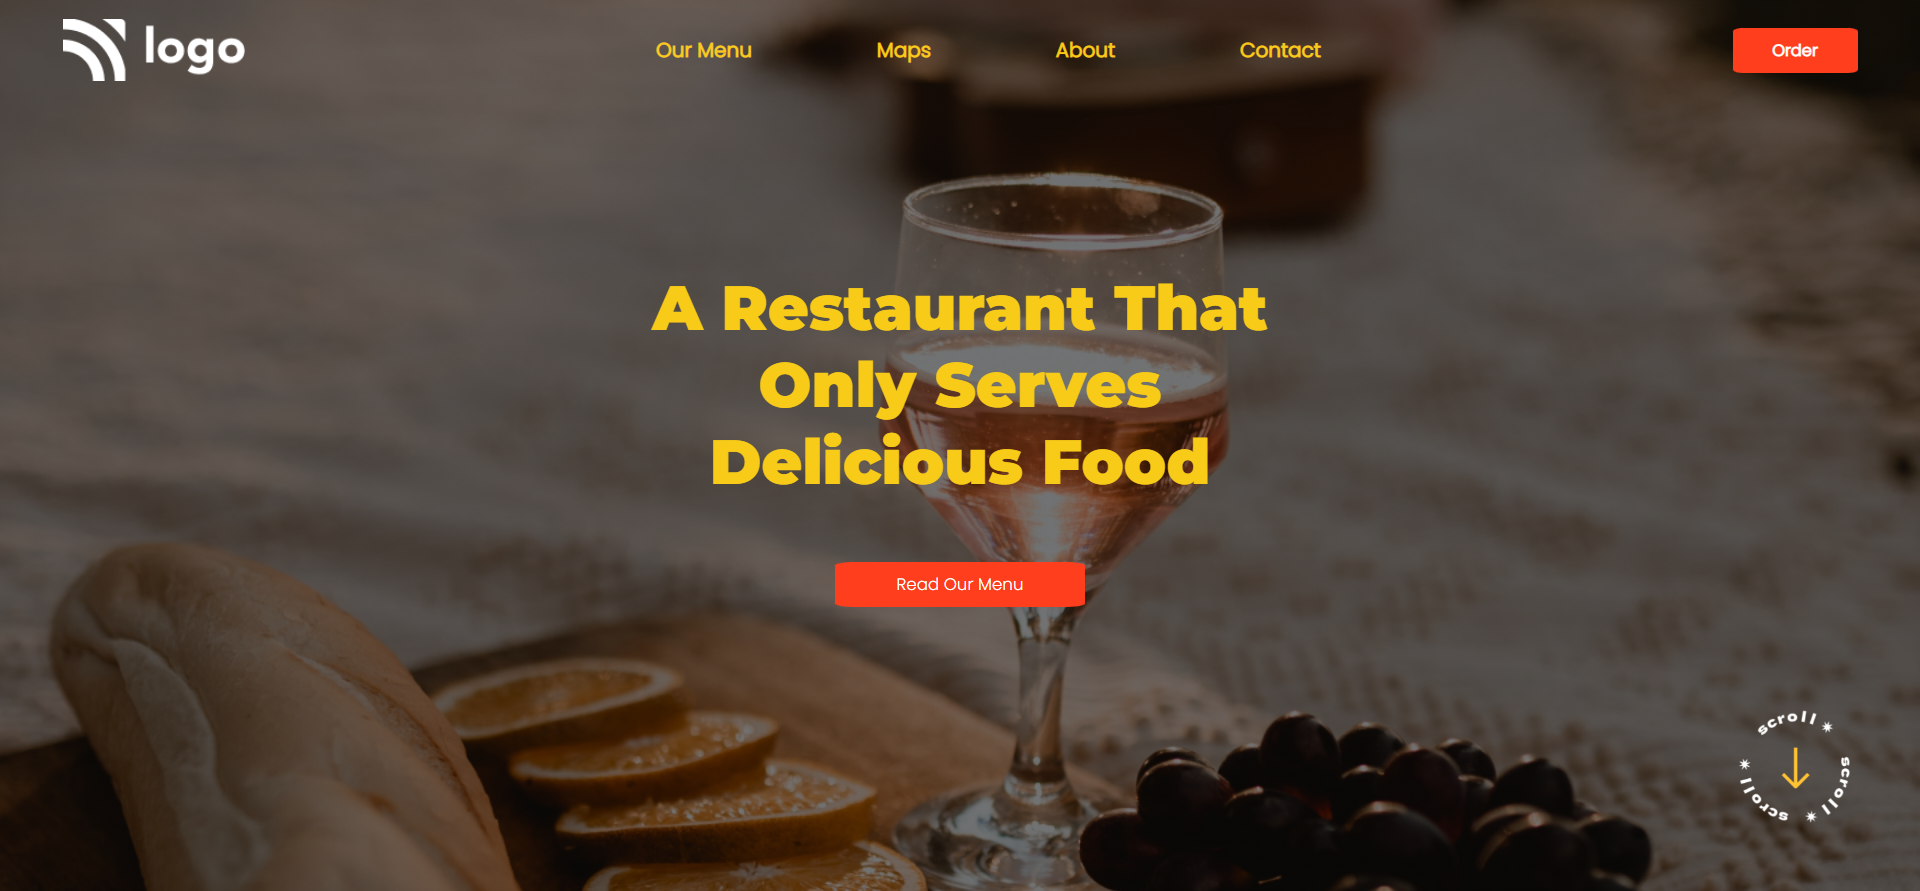 logo
Our Menu
Maps
About
Contact
Order
A Restaurant That
Only Serves
Delicious Food
Read Our Menu
scroll * scroll * scroll *